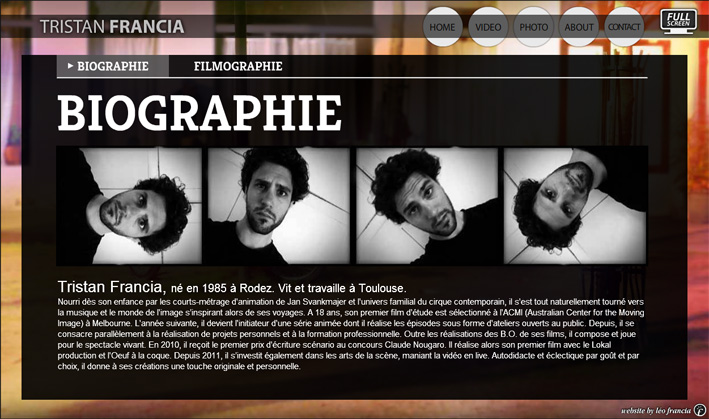 TRISTAN FRANCIA
HOME VIDEO PHOTO ABOUT CONTACT
FULL
SCREEN
BIOGRAPHIE FILMOGRAPHIE
BIOGRAPHIE
Tristan Francia, né en 1985 à Rodez. Vit et travaille à Toulouse.
Nourri dès son enfance par les courts-métrage d'animation de Jan Svankmajer et l'univers familial du cirque contemporain, il s'est tout naturellement tourné vers
la musique et le monde de l'image s'inspirant alors de ses voyages. A 18 ans, son premier film d'étude est sélectionné à l'ACMI (Australian Center for the Moving
Image) à Melbourne. L'année suivante, il devient l'initiateur d'une série animée dont il réalise les épisodes sous forme d'ateliers ouverts au public. Depuis, il se
consacre parallèlement à la réalisation de projets personnels et à la formation professionnelle. Outre les réalisations des B.O. de ses films, il compose et joue
pour le spectacle vivant. En 2010, il reçoit le premier prix d'écriture scénario au concours Claude Nougaro. Il réalise alors son premier film avec le Lokal
production et l'Oeuf à la coque. Depuis 2011, il s'investit également dans les arts de la scène, maniant la vidéo en live. Autodidacte et éclectique par goût et par
choix, il donne à ses créations une touche originale et personnelle.
website by léo francia